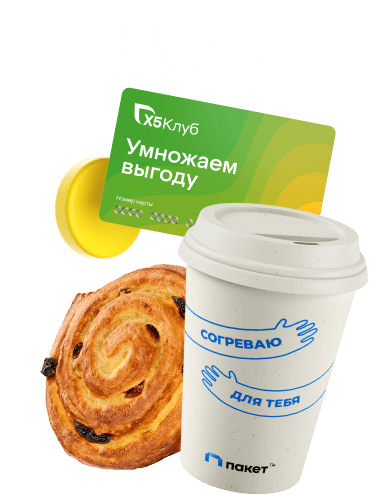 X5Клуб
Умножаем
выгоду
Номер карты
СОГРЕВАЮ
ДЛЯ ТЕБЯ
пакет